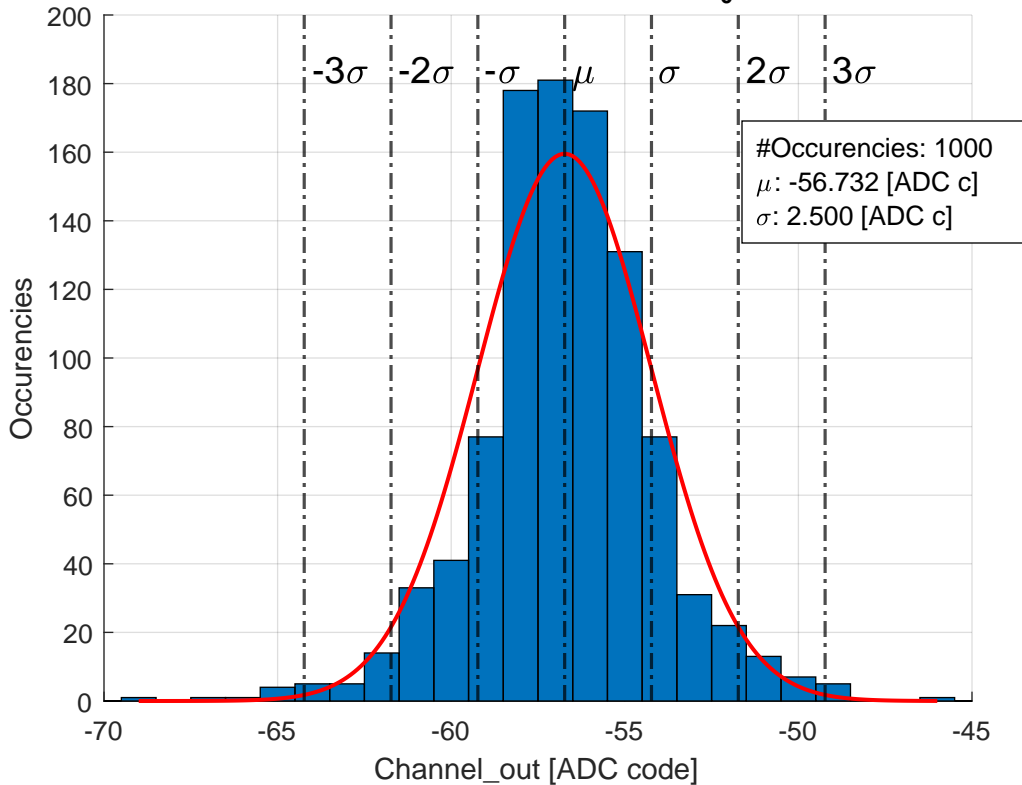 200
180
160
140
120
100
80
60
40
20
0
Occurencies
-3σ -2σ -σ μ σ 2σ 3σ
#Occurencies: 1000
μ: -56.732 [ADC c]
σ: 2.500 [ADC c]
-70 -65 -60 -55 -50 -45
Channel_out [ADC code]